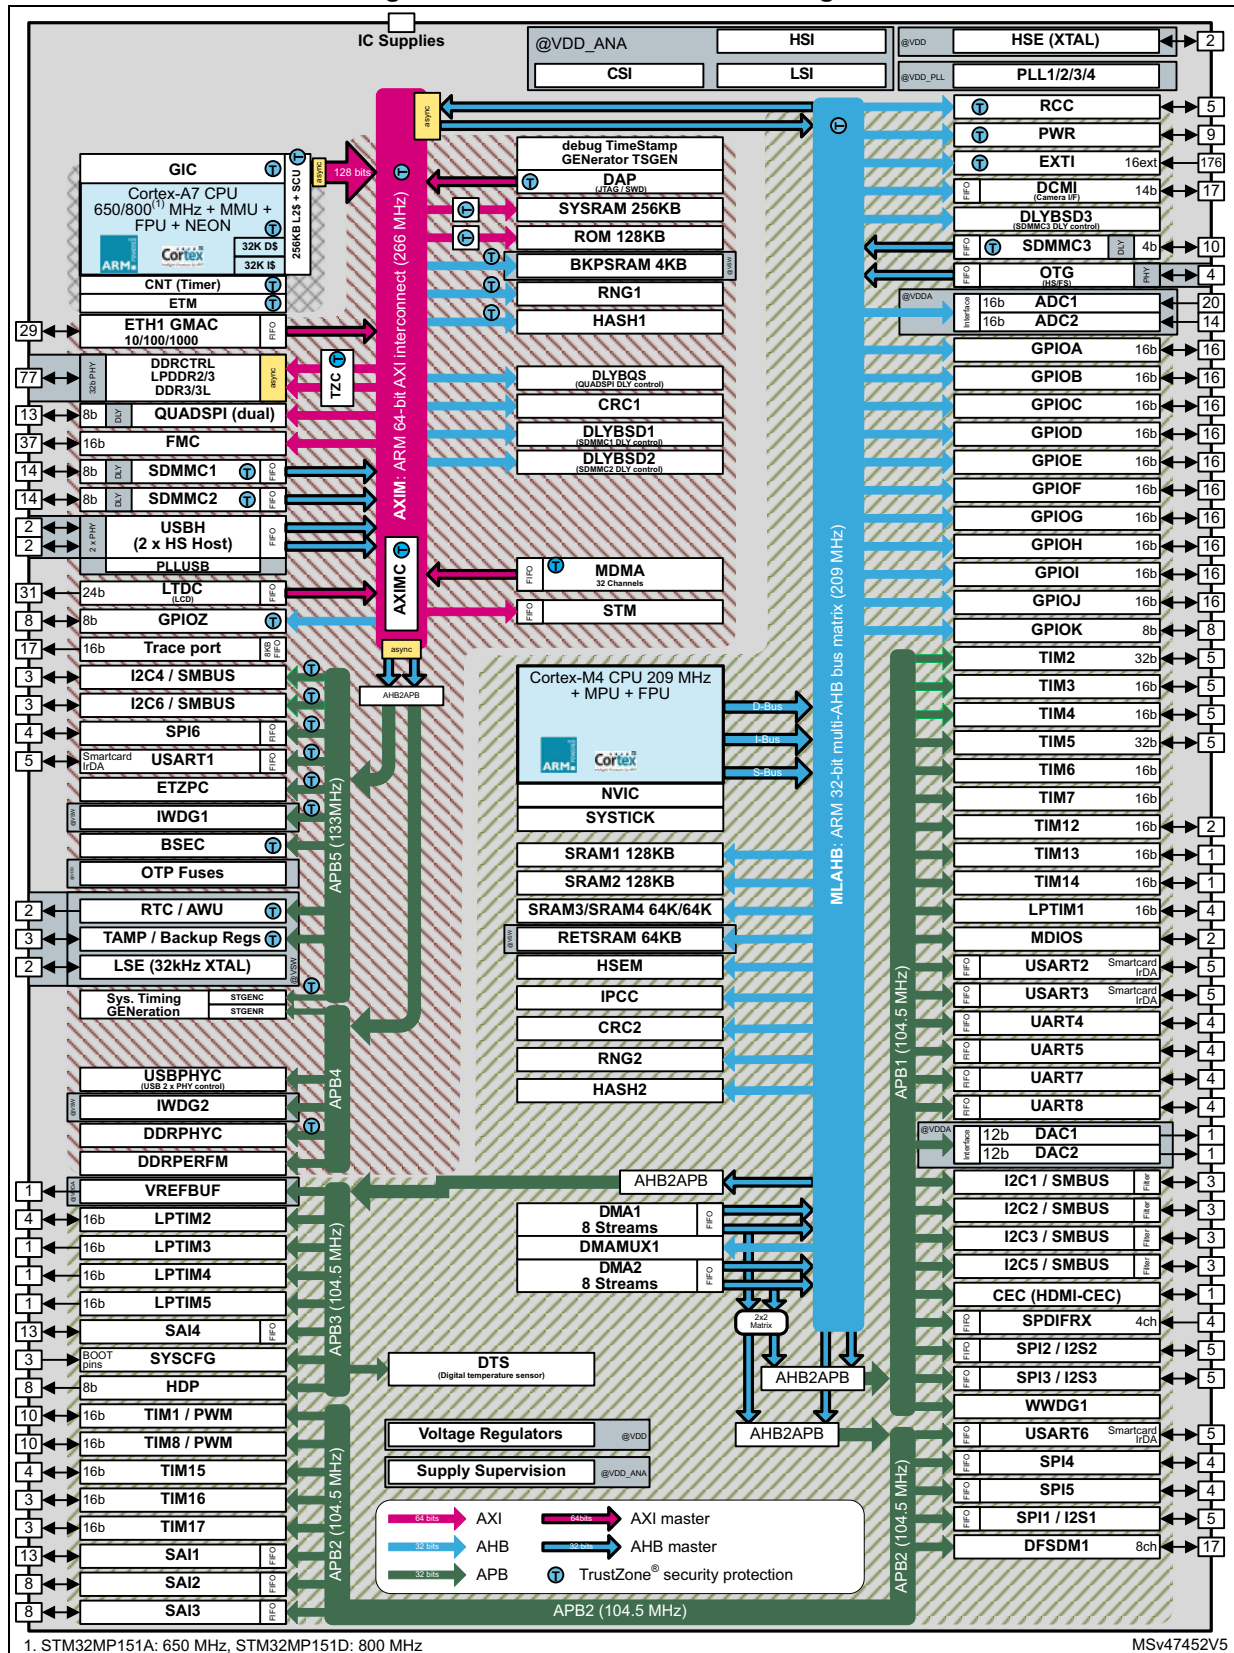 IC Supplies
@VDD_ANA
HSI
CSI
LSI
@VDD
HSE (XTAL)
2
@VDD_PLL
PLL1/2/3/4
async
T
RCC
5
T
PWR
9
T
EXTI
16ext
176
FIFO
DCMI
(Camera I/F)
14b
17
DLYBSD3
(SDMMC3 DLY control)
FIFO
T
SDMMC3
DLY
4b
10
FIFO
OTG
(HS/FS)
PHY
4
@VDDA
Interface
16b
ADC1
20
16b
ADC2
14
GPIOA
16b
16
GPIOB
16b
16
GPIOC
16b
16
GPIOD
16b
16
GPIOE
16b
16
GPIOF
16b
16
GPIOG
16b
16
GPIOH
16b
16
GPIOI
16b
16
GPIOJ
16b
16
GPIOK
8b
8
GIC
T
Cortex-A7 CPU
650/800(1) MHz + MMU +
FPU + NEON
T
ARM
Cortex
32K D$
32K I$
256KB L2$ + SCU
T
async
128 bits
CNT (Timer)
T
ETM
T
29
ETH1 GMAC
10/100/1000
FIFO
77
32b PHY
DDRCTRL
LPDDR2/3
DDR3/3L
async
TZC
T
13
8b
DLY
QUADSPI (dual)
37
16b
FMC
14
8b
DLY
SDMMC1
T
FIFO
14
8b
DLY
SDMMC2
T
FIFO
2
2
2 x PHY
USBH
(2 x HS Host)
FIFO
PLLUSB
31
24b
LTDC
(LCD)
FIFO
8
8b
GPIOZ
T
17
16b
Trace port
8KB
FIFO
AXIM: ARM 64-bit AXI interconnect (266 MHz)
T
AXIMC
T
async
AHB2APB
debug TimeStamp
GENerator TSGEN
T
DAP
(JTAG / SWD)
T
SYSRAM 256KB
T
ROM 128KB
T
BKPSRAM 4KB
@VSW
T
RNG1
T
HASH1
DLYBQS
(QUADSPI DLY control)
CRC1
DLYBSD1
(SDMMC1 DLY control)
DLYBSD2
(SDMMC2 DLY control)
FIFO
T
MDMA
32 Channels
FIFO
STM
MLAHB: ARM 32-bit multi-AHB bus matrix (209 MHz)
T
Cortex-M4 CPU 209 MHz
+ MPU + FPU
ARM
Cortex
D-Bus
I-Bus
S-Bus
NVIC
SYSTICK
SRAM1 128KB
SRAM2 128KB
SRAM3/SRAM4 64K/64K
@VSW
RETSRAM 64KB
HSEM
IPCC
CRC2
RNG2
HASH2
AHB2APB
DMA1
8 Streams
FIFO
DMAMUX1
DMA2
8 Streams
FIFO
2x2
Matrix
AHB2APB
AHB2APB
3
I2C4 / SMBUS
T
3
I2C6 / SMBUS
T
4
SPI6
FIFO
T
5
Smartcard
IrDA
USART1
FIFO
T
ETZPC
T
@VSW
IWDG1
T
BSEC
T
OTP Fuses
2
RTC / AWU
T
3
TAMP / Backup Regs
T
2
LSE (32kHz XTAL)
@VSW
Sys. Timing
GENeration
STGENC
STGENR
T
APB5 (133MHz)
APB4
USBPHYC
(USB 2 x PHY control)
@VSW
IWDG2
DDRPHYC
T
DDRPERFM
1
@VDDA
VREFBUF
4
16b
LPTIM2
1
16b
LPTIM3
1
16b
LPTIM4
1
16b
LPTIM5
13
SAI4
FIFO
3
BOOT
pins
SYSCFG
8
8b
HDP
APB3 (104.5 MHz)
DTS
(Digital temperature sensor)
10
16b
TIM1 / PWM
10
16b
TIM8 / PWM
4
16b
TIM15
3
16b
TIM16
3
16b
TIM17
13
SAI1
FIFO
8
SAI2
FIFO
8
SAI3
FIFO
APB2 (104.5 MHz)
Voltage Regulators
@VDD
Supply Supervision
@VDD_ANA
64 bits
AXI
64bits
AXI master
32 bits
AHB
32 bits
AHB master
32 bits
APB
T
TrustZone® security protection
APB2 (104.5 MHz)
APB1 (104.5 MHz)
TIM2
32b
5
TIM3
16b
5
TIM4
16b
5
TIM5
32b
5
TIM6
16b
TIM7
16b
TIM12
16b
2
TIM13
16b
1
TIM14
16b
1
LPTIM1
16b
4
MDIOS
2
FIFO
USART2
Smartcard
IrDA
5
FIFO
USART3
Smartcard
IrDA
5
FIFO
UART4
4
FIFO
UART5
4
FIFO
UART7
4
FIFO
UART8
4
@VDDA
Interface
12b
DAC1
1
12b
DAC2
1
I2C1 / SMBUS
Filter
3
I2C2 / SMBUS
Filter
3
I2C3 / SMBUS
Filter
3
I2C5 / SMBUS
Filter
3
CEC (HDMI-CEC)
1
FIFO
SPDIFRX
4ch
4
FIFO
SPI2 / I2S2
5
FIFO
SPI3 / I2S3
5
WWDG1
APB2 (104.5 MHz)
FIFO
USART6
Smartcard
IrDA
5
FIFO
SPI4
4
FIFO
SPI5
4
FIFO
SPI1 / I2S1
5
DFSDM1
8ch
17
1. STM32MP151A: 650 MHz, STM32MP151D: 800 MHz
MSv47452V5